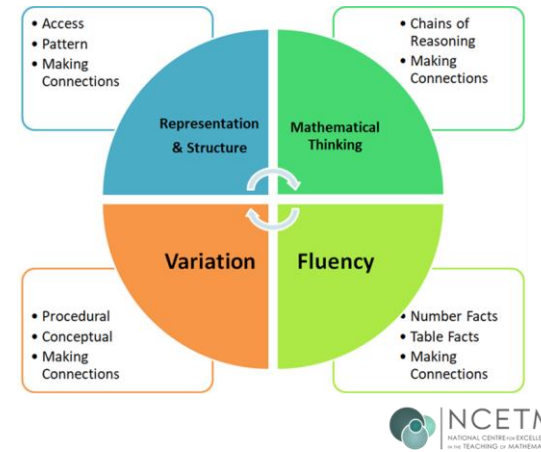 • Access
• Pattern
• Making
Connections
• Chains of
Reasoning
• Making
Connections
Representation
& Structure
Mathematical
Thinking
Variation
Fluency
• Procedural
• Conceptual
• Making
Connections
• Number Facts
• Table Facts
• Making
Connections
NCETM
NATIONAL CENTRE FOR EXCELLE
IN THE TEACHING OF MATHEMA